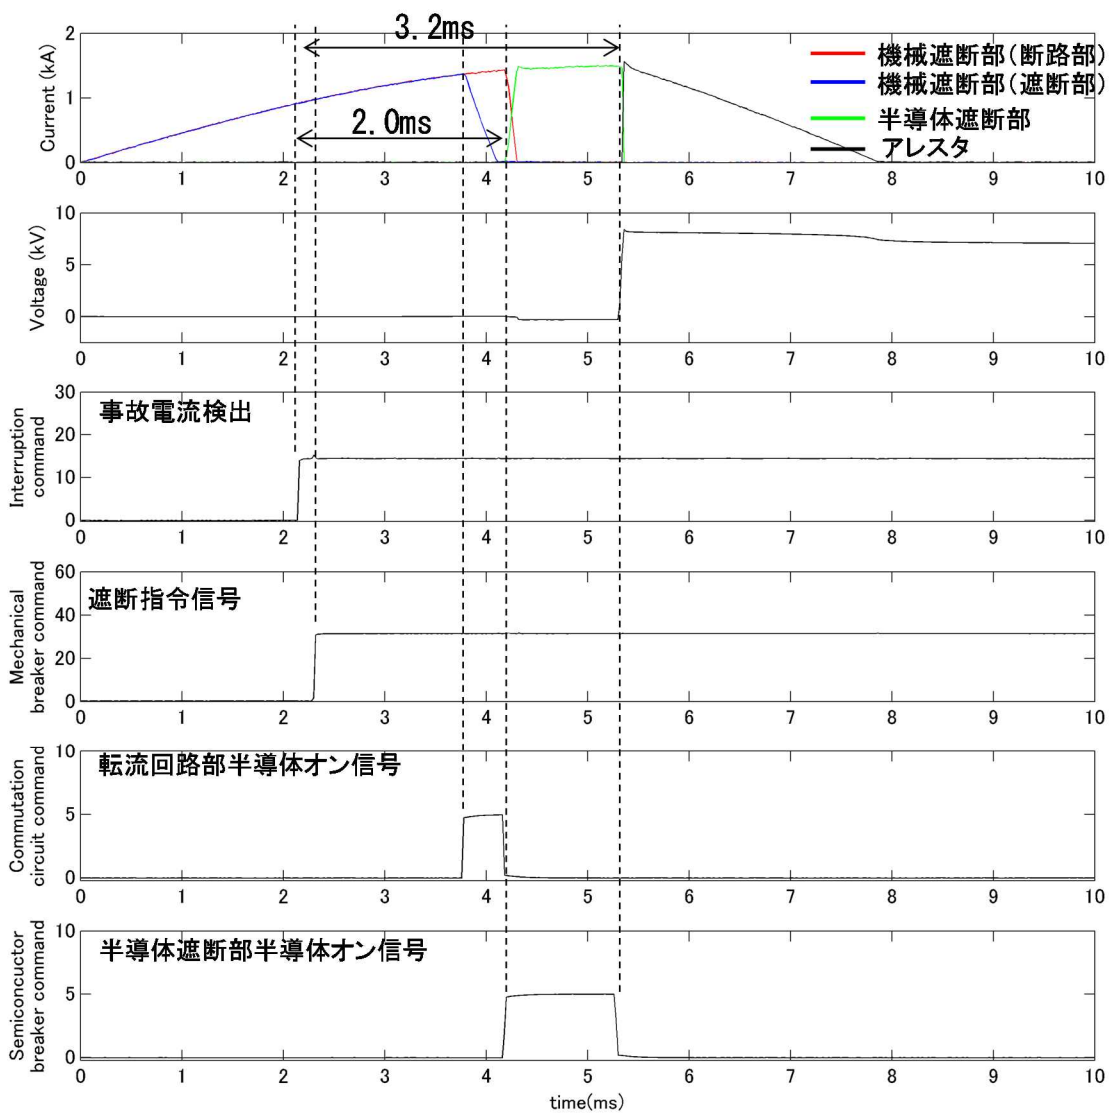 3.2ms
2.0ms
機械遮断部(断路部)
機械遮断部(遮断部)
半導体遮断部
アレスタ
Current (kA)
2
1
0
0 1 2 3 4 5 6 7 8 9 10
Voltage (kV)
10
5
0
0 1 2 3 4 5 6 7 8 9 10
事故電流検出
Interruption
command
30
20
10
0
0 1 2 3 4 5 6 7 8 9 10
遮断指令信号
Mechanical
breaker command
60
40
20
0
0 1 2 3 4 5 6 7 8 9 10
転流回路部半導体オン信号
Commutation
circuit command
10
5
0
0 1 2 3 4 5 6 7 8 9 10
半導体遮断部半導体オン信号
Semiconcuctor
breaker command
10
5
0
0 1 2 3 4 5 6 7 8 9 10
time(ms)